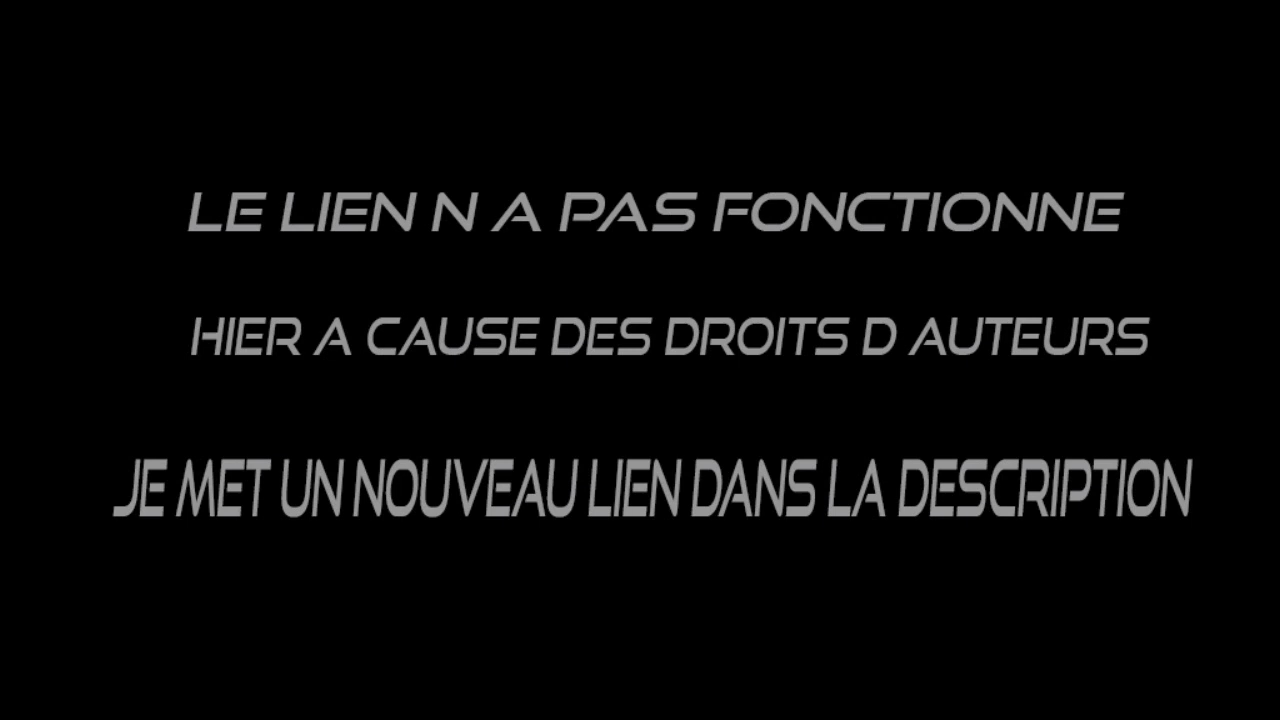 LE LIEN N A PAS FONCTIONNE
HIER A CAUSE DES DROITS D AUTEURS
JE MET UN NOUVEAU LIEN DANS LA DESCRIPTION